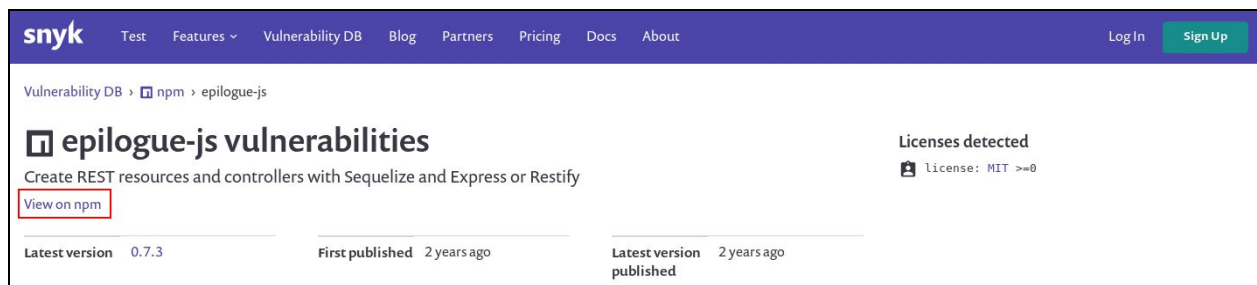 snyk Test Features Vulnerability DB Blog Partners Pricing Docs About Log In Sign Up
Vulnerability DB › npm › epilogue-js
epilogue-js vulnerabilities
Create REST resources and controllers with Sequelize and Express or Restify
View on npm
Licenses detected
license: MIT >=0
Latest version 0.7.3
First published 2 years ago
Latest version published 2 years ago